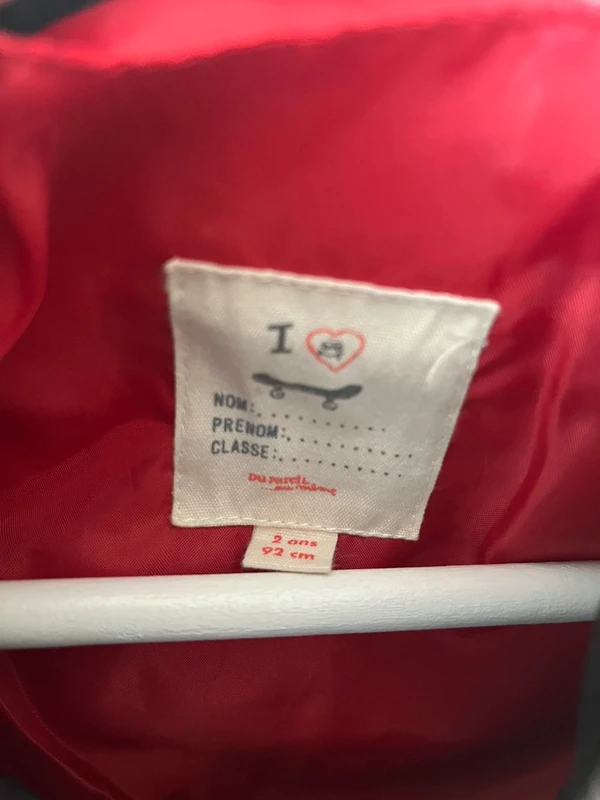 I
NOM:
PRENOM:
CLASSE:
DU PAREIL
...au même
2 ans
92 cm